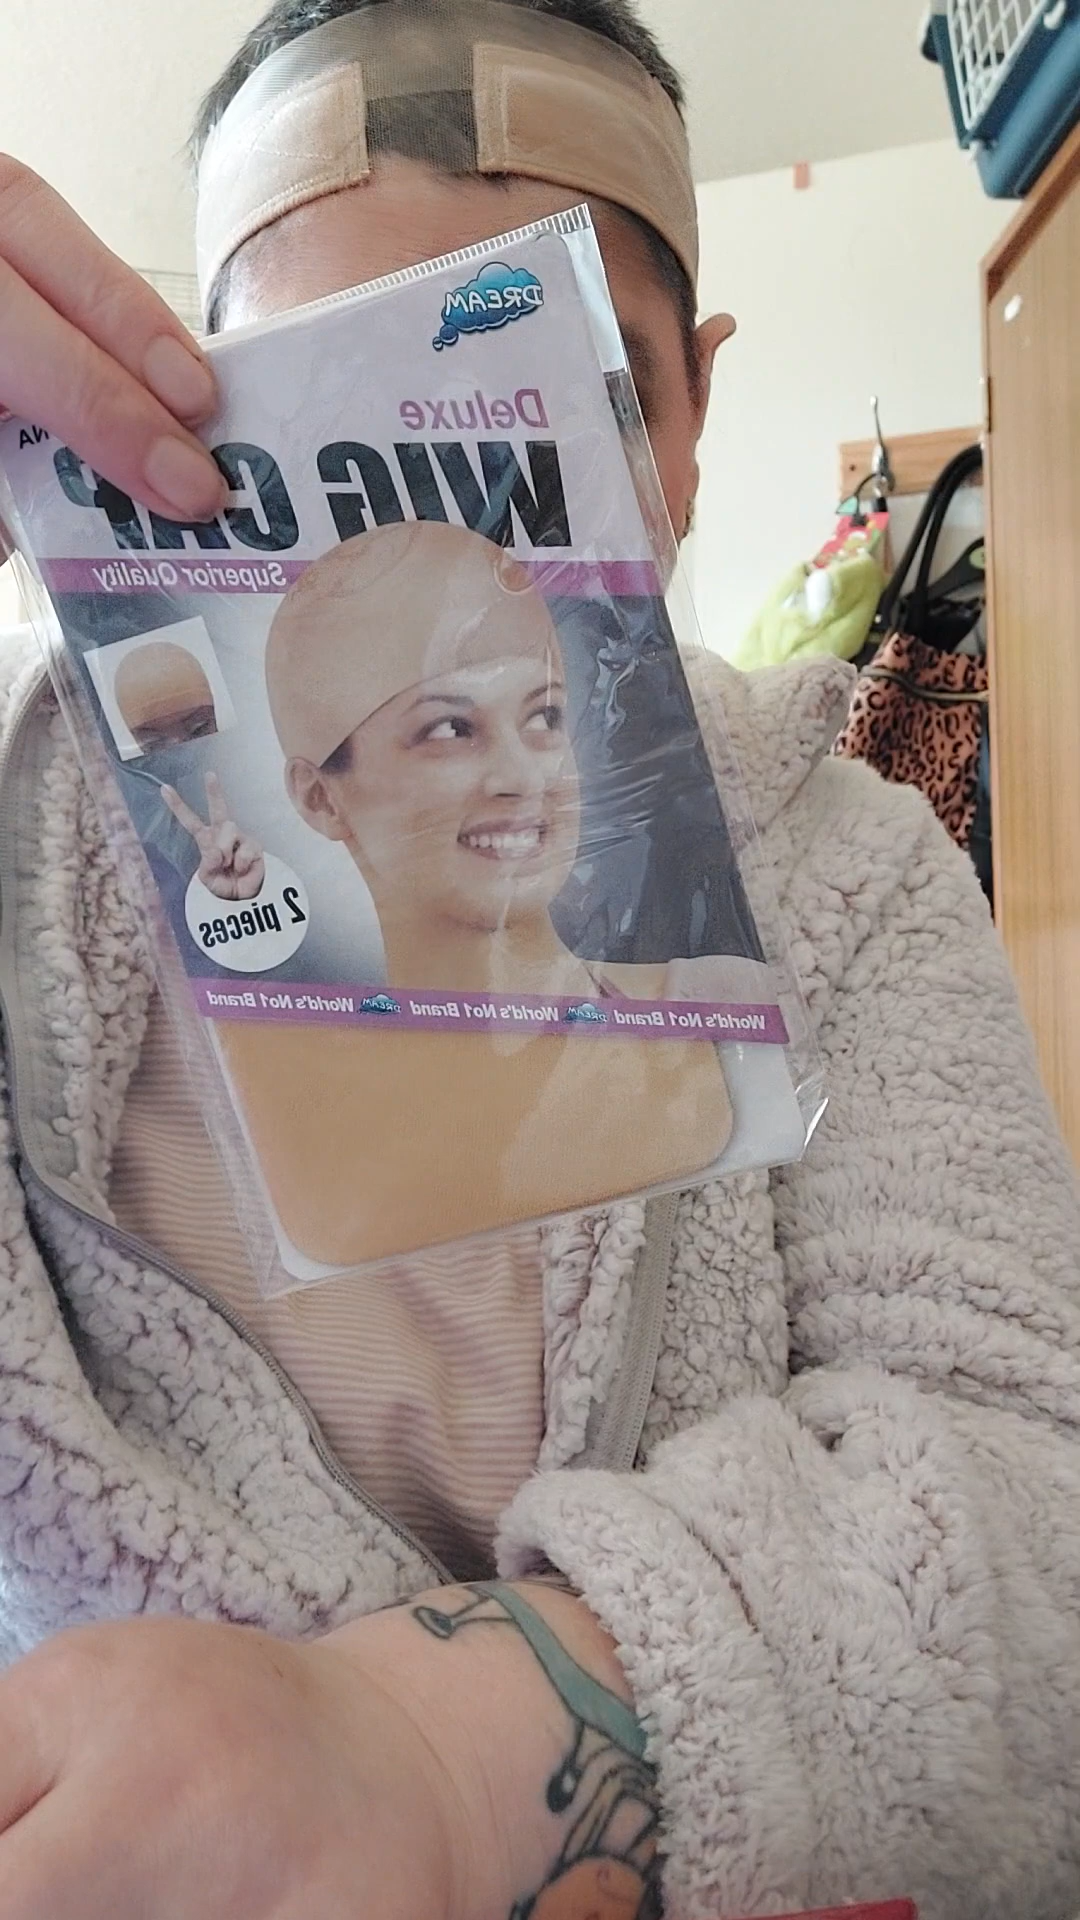 DREAM
Deluxe
WIG CAP
Superior Quality
2 pieces
World's No1 Brand DREAM World's No1 Brand DREAM World's No1 Brand